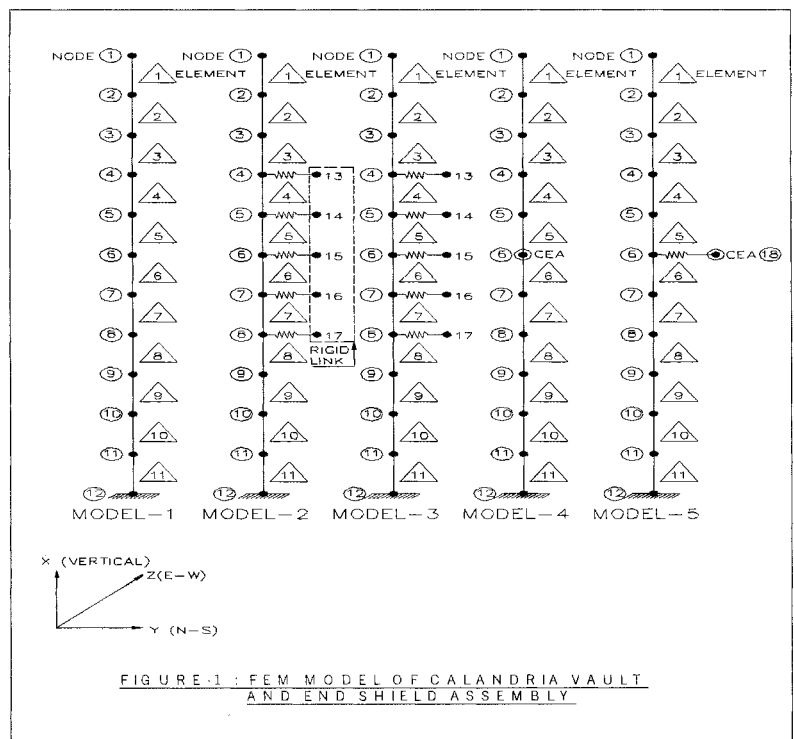 NODE 1 NODE 1 NODE 1 NODE 1 NODE 1
1 ELEMENT 1 ELEMENT 1 ELEMENT 1 ELEMENT 1 ELEMENT
2 2 2 2 2
2 2 2 2 2
3 3 3 3 3
3 3 3 3 3
4 4 13 4 13 4 4
4 4 4 4 4
5 5 14 5 14 5 5
5 5 5 5 5
6 6 15 6 15 6 CEA 6 CEA 18
6 6 6 6 6
7 7 16 7 16 7 7
7 7 7 7 7
8 8 17 8 17 8 8
8 8 RIGID 8 8 8
LINK
9 9 9 9 9
9 9 9 9 9
10 10 10 10 10
10 10 10 10 10
11 11 11 11 11
11 11 11 11 11
12 12 12 12 12
MODEL-1 MODEL-2 MODEL-3 MODEL-4 MODEL-5
X (VERTICAL)
Z(E-W)
Y (N-S)
FIGURE-1 : FEM MODEL OF CALANDRIA VAULT
AND END SHIELD ASSEMBLY